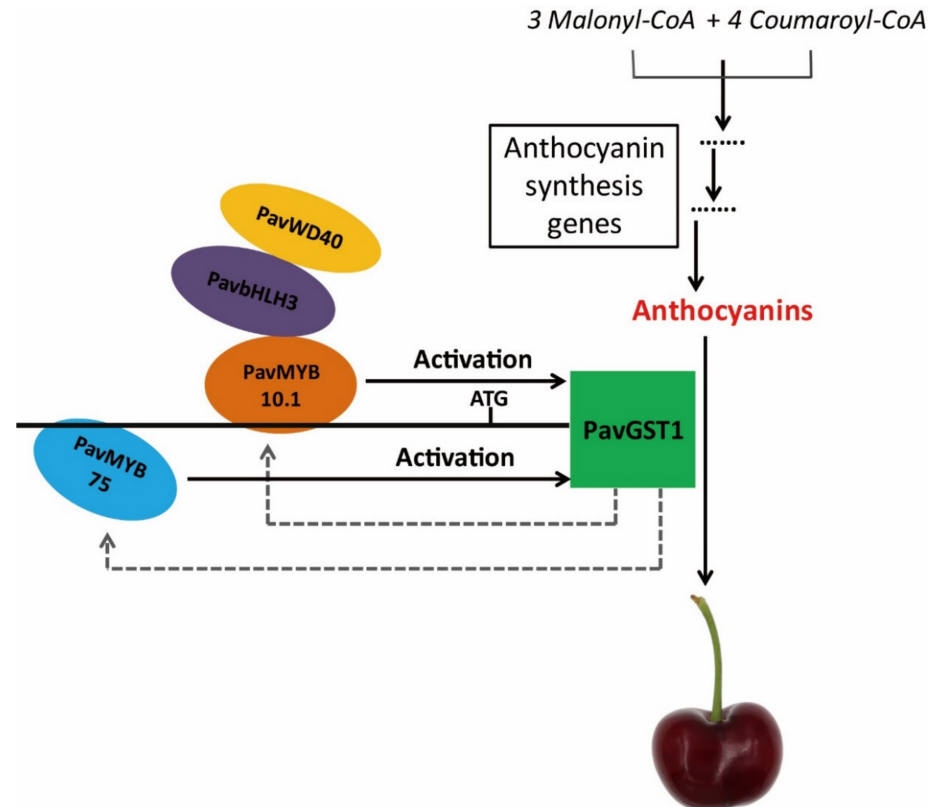 3 Malonyl-CoA + 4 Coumaroyl-CoA
.......
Anthocyanin
synthesis
genes
.......
PavWD40
PavbHLH3
Anthocyanins
PavMYB
10.1
Activation
ATG
PavGST1
PavMYB
75
Activation